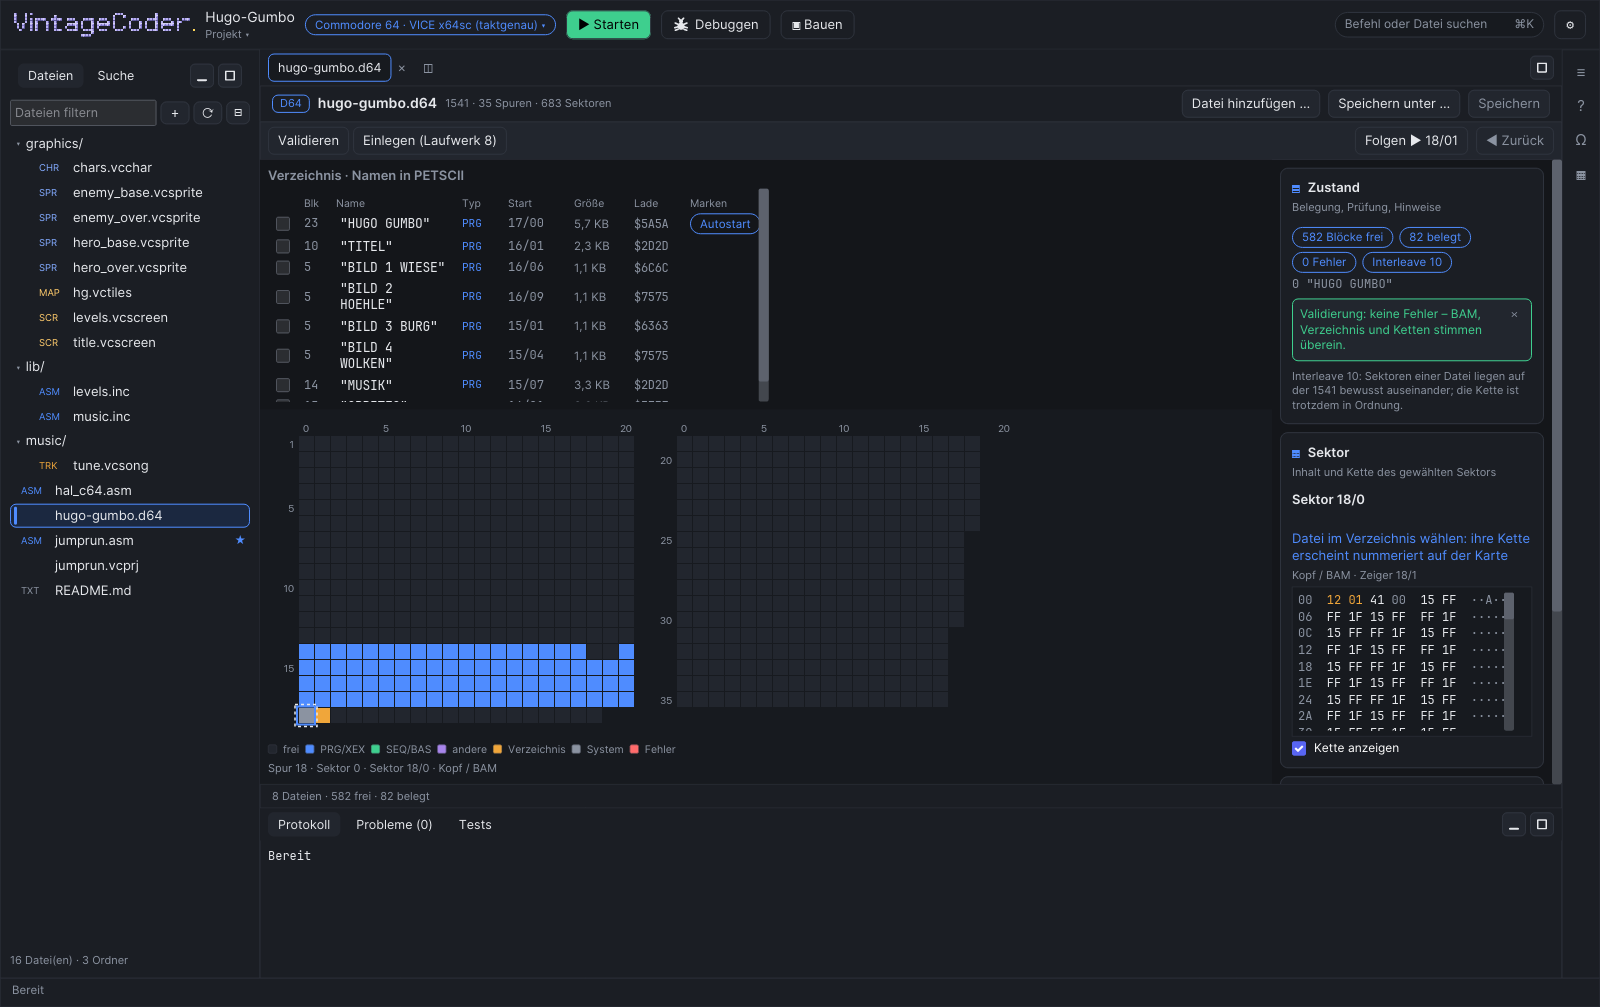 VintageCoder.
Hugo-Gumbo
Projekt
Commodore 64 · VICE x64sc (taktgenau)
Starten
Debuggen
Bauen
Befehl oder Datei suchen ⌘K
Dateien
Suche
Dateien filtern
graphics/
CHR chars.vcchar
SPR enemy_base.vcsprite
SPR enemy_over.vcsprite
SPR hero_base.vcsprite
SPR hero_over.vcsprite
MAP hg.vctiles
SCR levels.vcscreen
SCR title.vcscreen
lib/
ASM levels.inc
ASM music.inc
music/
TRK tune.vcsong
ASM hal_c64.asm
hugo-gumbo.d64
ASM jumprun.asm ★
jumprun.vcprj
TXT README.md
16 Datei(en) · 3 Ordner
hugo-gumbo.d64 ×
D64 hugo-gumbo.d64 1541 · 35 Spuren · 683 Sektoren
Datei hinzufügen ...
Speichern unter ...
Speichern
Validieren
Einlegen (Laufwerk 8)
Folgen ▶ 18/01
◀ Zurück
Verzeichnis · Namen in PETSCII
Blk Name Typ Start Größe Lade Marken
23 "HUGO GUMBO" PRG 17/00 5,7 KB $5A5A Autostart
10 "TITEL" PRG 16/01 2,3 KB $2D2D
5 "BILD 1 WIESE" PRG 16/06 1,1 KB $6C6C
5 "BILD 2 HOEHLE" PRG 16/09 1,1 KB $7575
5 "BILD 3 BURG" PRG 15/01 1,1 KB $6363
5 "BILD 4 WOLKEN" PRG 15/04 1,1 KB $7575
14 "MUSIK" PRG 15/07 3,3 KB $2D2D
0 5 10 15 20
1
5
10
15
0 5 10 15 20
20
25
30
35
frei PRG/XEX SEQ/BAS andere Verzeichnis System Fehler
Spur 18 · Sektor 0 · Sektor 18/0 · Kopf / BAM
8 Dateien · 582 frei · 82 belegt
Zustand
Belegung, Prüfung, Hinweise
582 Blöcke frei
82 belegt
0 Fehler
Interleave 10
0 "HUGO GUMBO"
Validierung: keine Fehler – BAM,
Verzeichnis und Ketten stimmen
überein.
×
Interleave 10: Sektoren einer Datei liegen auf
der 1541 bewusst auseinander; die Kette ist
trotzdem in Ordnung.
Sektor
Inhalt und Kette des gewählten Sektors
Sektor 18/0
Datei im Verzeichnis wählen: ihre Kette
erscheint nummeriert auf der Karte
Kopf / BAM · Zeiger 18/1
00 12 01 41 00 15 FF ··A·
06 FF 1F 15 FF FF 1F ·····
0C 15 FF FF 1F 15 FF ·····
12 FF 1F 15 FF FF 1F ·····
18 15 FF FF 1F 15 FF ·····
1E FF 1F 15 FF FF 1F ·····
24 15 FF FF 1F 15 FF ·····
2A FF 1F 15 FF FF 1F ·····
Kette anzeigen
Protokoll
Probleme (0)
Tests
Bereit
Bereit